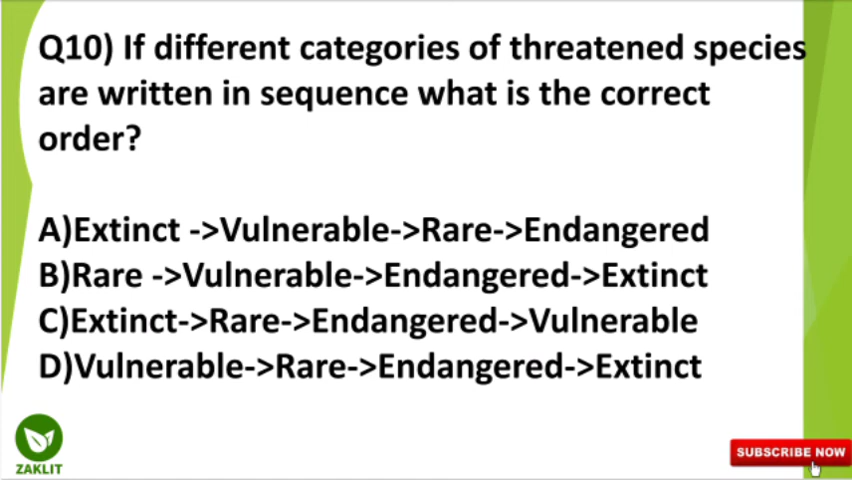 Q10) If different categories of threatened species
are written in sequence what is the correct
order?
A)Extinct ->Vulnerable->Rare->Endangered
B)Rare ->Vulnerable->Endangered->Extinct
C)Extinct->Rare->Endangered->Vulnerable
D)Vulnerable->Rare->Endangered->Extinct
ZAKLIT
SUBSCRIBE NOW